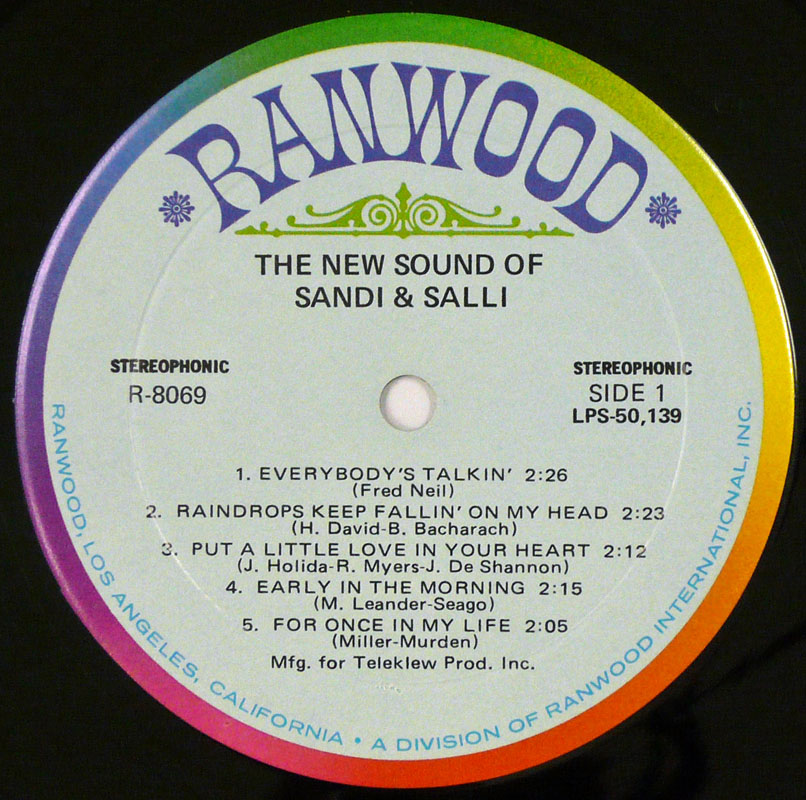 RANWOOD
THE NEW SOUND OF
SANDI & SALLI
STEREOPHONIC
R-8069
STEREOPHONIC
SIDE 1
LPS-50,139
1. EVERYBODY'S TALKIN' 2:26
(Fred Neil)
2. RAINDROPS KEEP FALLIN' ON MY HEAD 2:23
(H. David-B. Bacharach)
3. PUT A LITTLE LOVE IN YOUR HEART 2:12
(J. Holida-R. Myers-J. De Shannon)
4. EARLY IN THE MORNING 2:15
(M. Leander-Seago)
5. FOR ONCE IN MY LIFE 2:05
(Miller-Murden)
Mfg. for Teleklew Prod. Inc.
RANWOOD, LOS ANGELES, CALIFORNIA • A DIVISION OF RANWOOD INTERNATIONAL, INC.